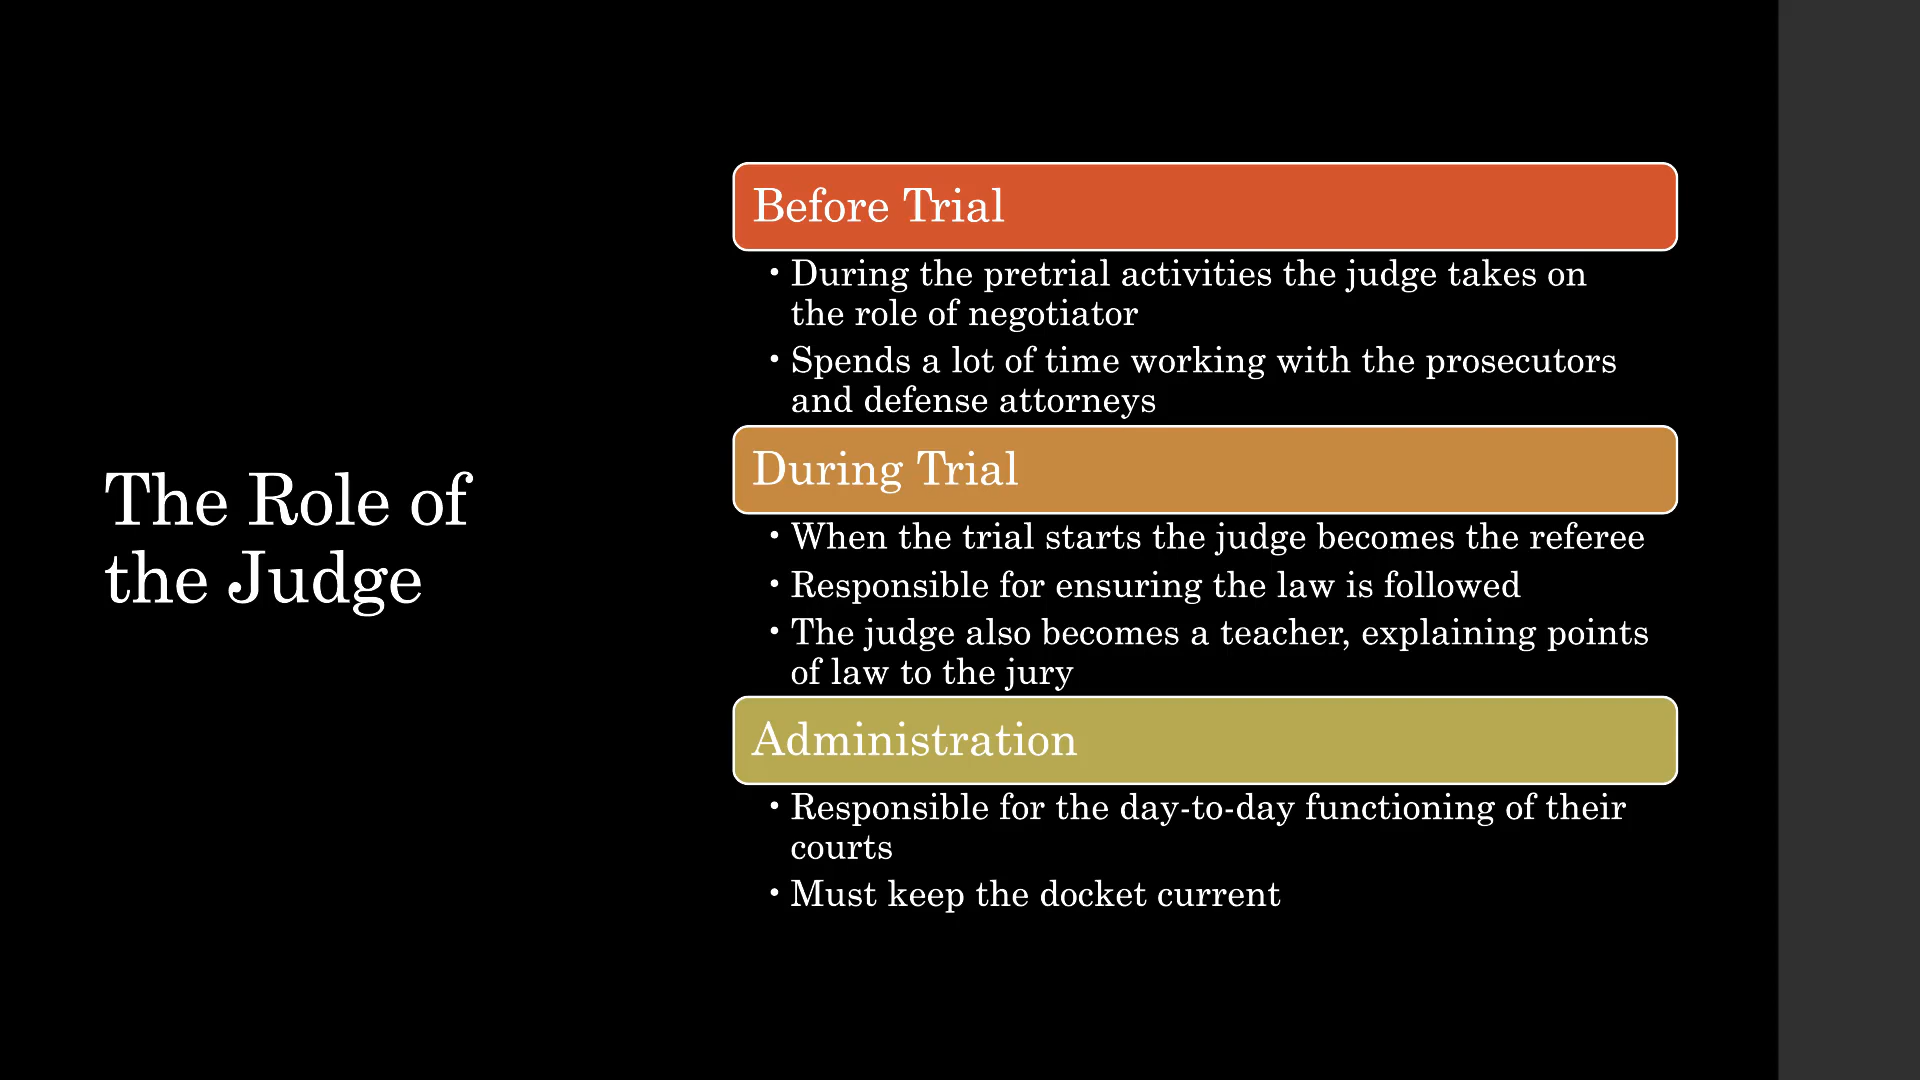 The Role of
the Judge
Before Trial
• During the pretrial activities the judge takes on
the role of negotiator
• Spends a lot of time working with the prosecutors
and defense attorneys
During Trial
• When the trial starts the judge becomes the referee
• Responsible for ensuring the law is followed
• The judge also becomes a teacher, explaining points
of law to the jury
Administration
• Responsible for the day-to-day functioning of their
courts
• Must keep the docket current